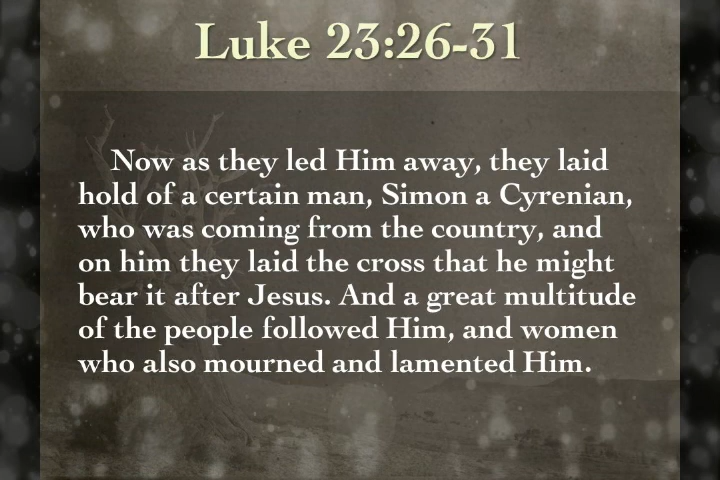 Luke 23:26-31
Now as they led Him away, they laid
hold of a certain man, Simon a Cyrenian,
who was coming from the country, and
on him they laid the cross that he might
bear it after Jesus. And a great multitude
of the people followed Him, and women
who also mourned and lamented Him.